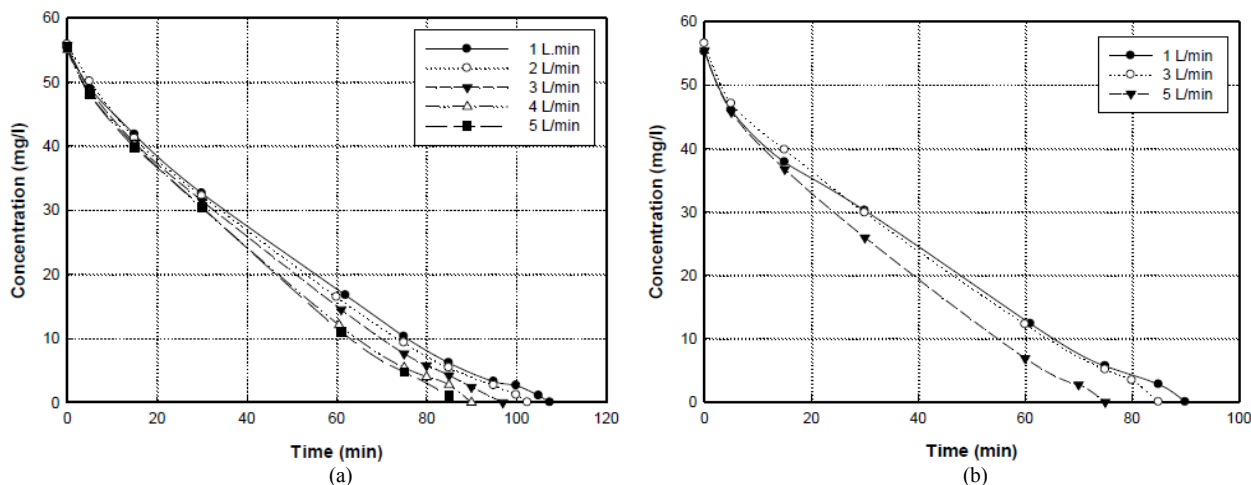 60
50
40
30
20
10
0
Concentration (mg/l)
0 20 40 60 80 100 120
Time (min)
1 L.min
2 L/min
3 L/min
4 L/min
5 L/min
(a)
60
50
40
30
20
10
0
Concentration (mg/l)
0 20 40 60 80 100
Time (min)
1 L/min
3 L/min
5 L/min
(b)